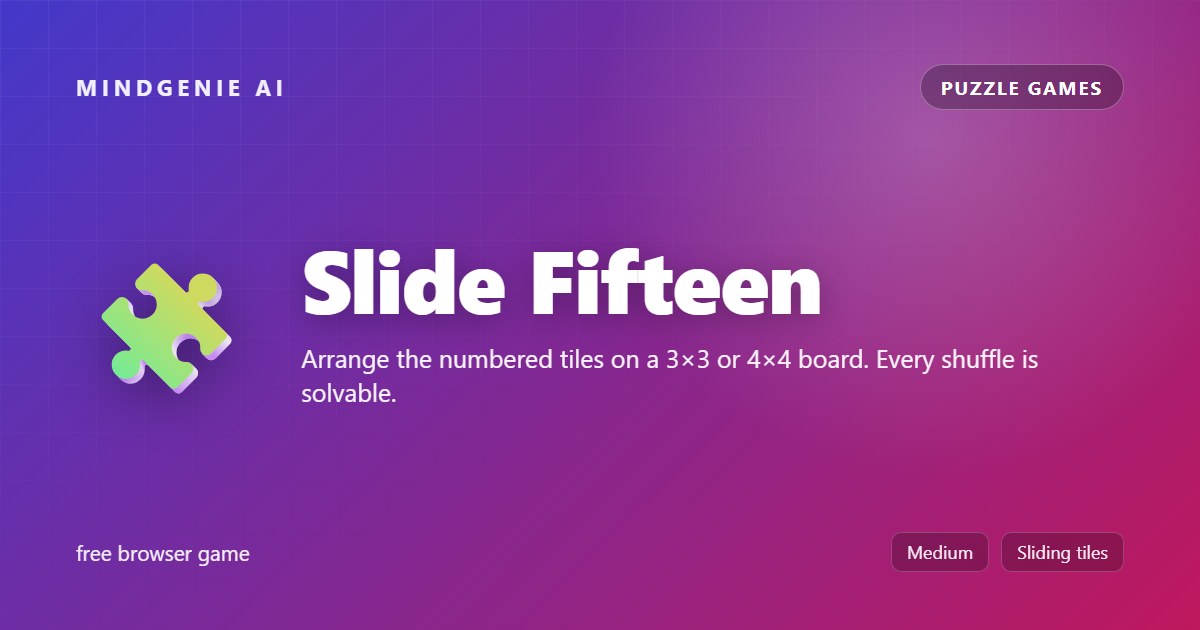 MINDGENIE AI
PUZZLE GAMES
Slide Fifteen
Arrange the numbered tiles on a 3×3 or 4×4 board. Every shuffle is
solvable.
free browser game
Medium
Sliding tiles